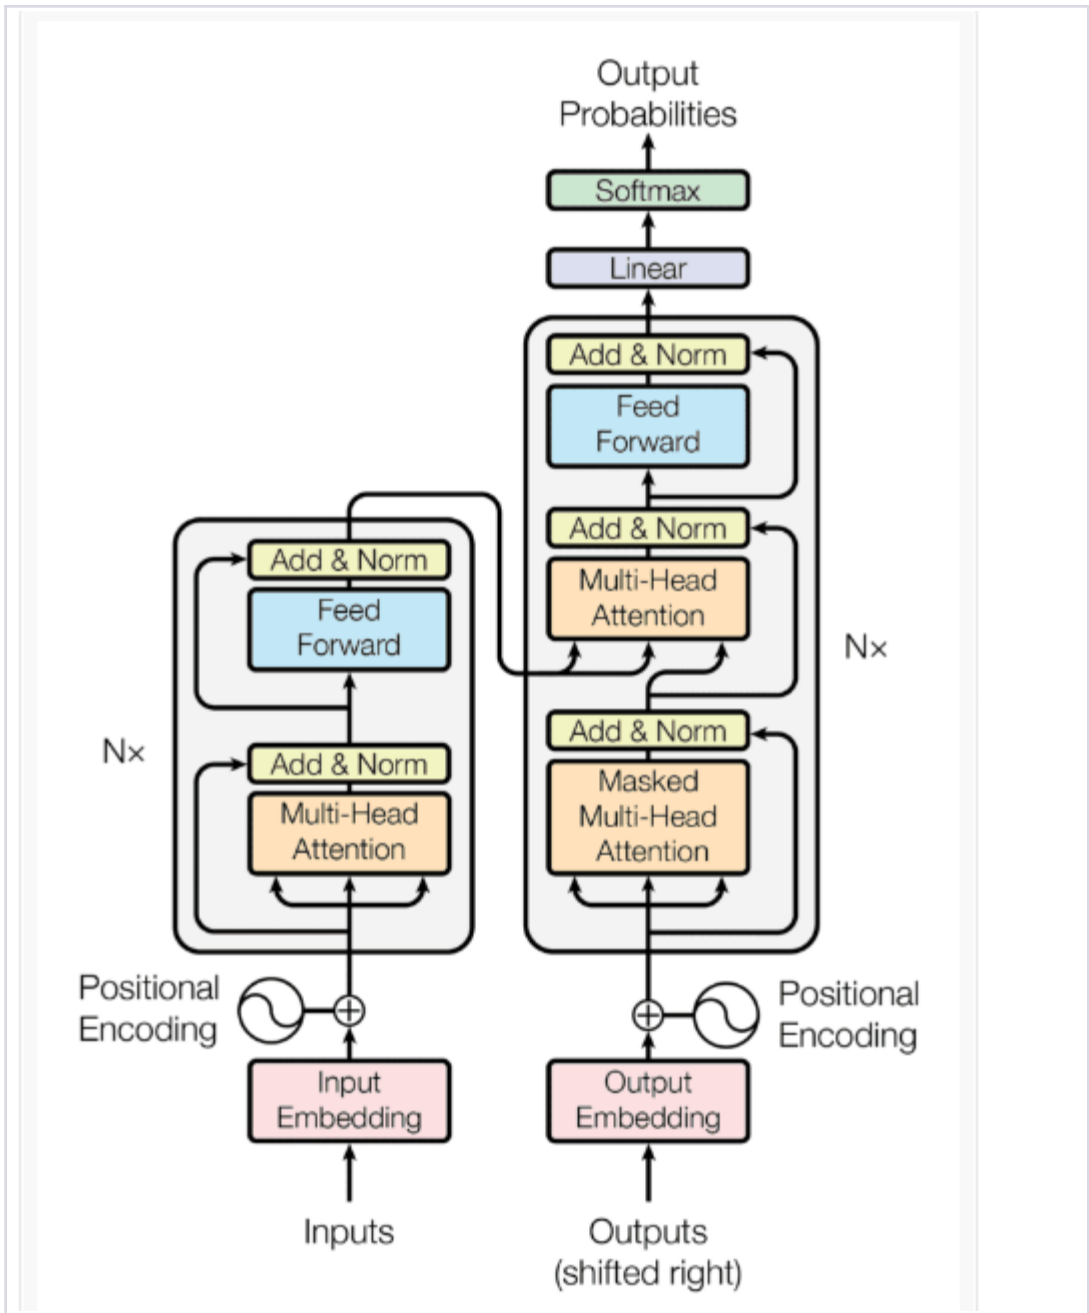 Output
Probabilities
Softmax
Linear
Add & Norm
Feed
Forward
Add & Norm
Multi-Head
Attention
Add & Norm
Masked
Multi-Head
Attention
N×
Add & Norm
Feed
Forward
Add & Norm
Multi-Head
Attention
N×
Positional
Encoding
Positional
Encoding
Input
Embedding
Output
Embedding
Inputs
Outputs
(shifted right)